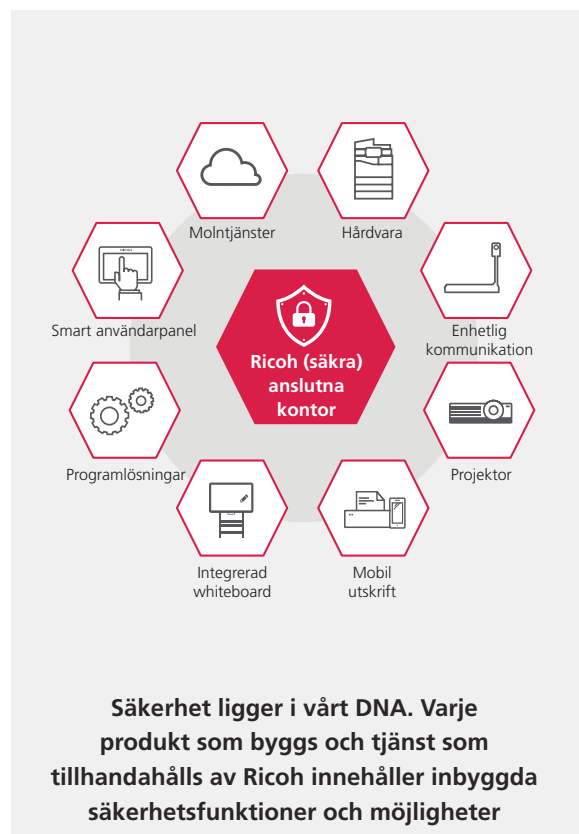 Molntjänster
Hårdvara
Smart användarpanel
Enhetlig
kommunikation
Ricoh (säkra)
anslutna
kontor
Programlösningar
Projektor
Integrerad
whiteboard
Mobil
utskrift
Säkerhet ligger i vårt DNA. Varje
produkt som byggs och tjänst som
tillhandahålls av Ricoh innehåller inbyggda
säkerhetsfunktioner och möjligheter